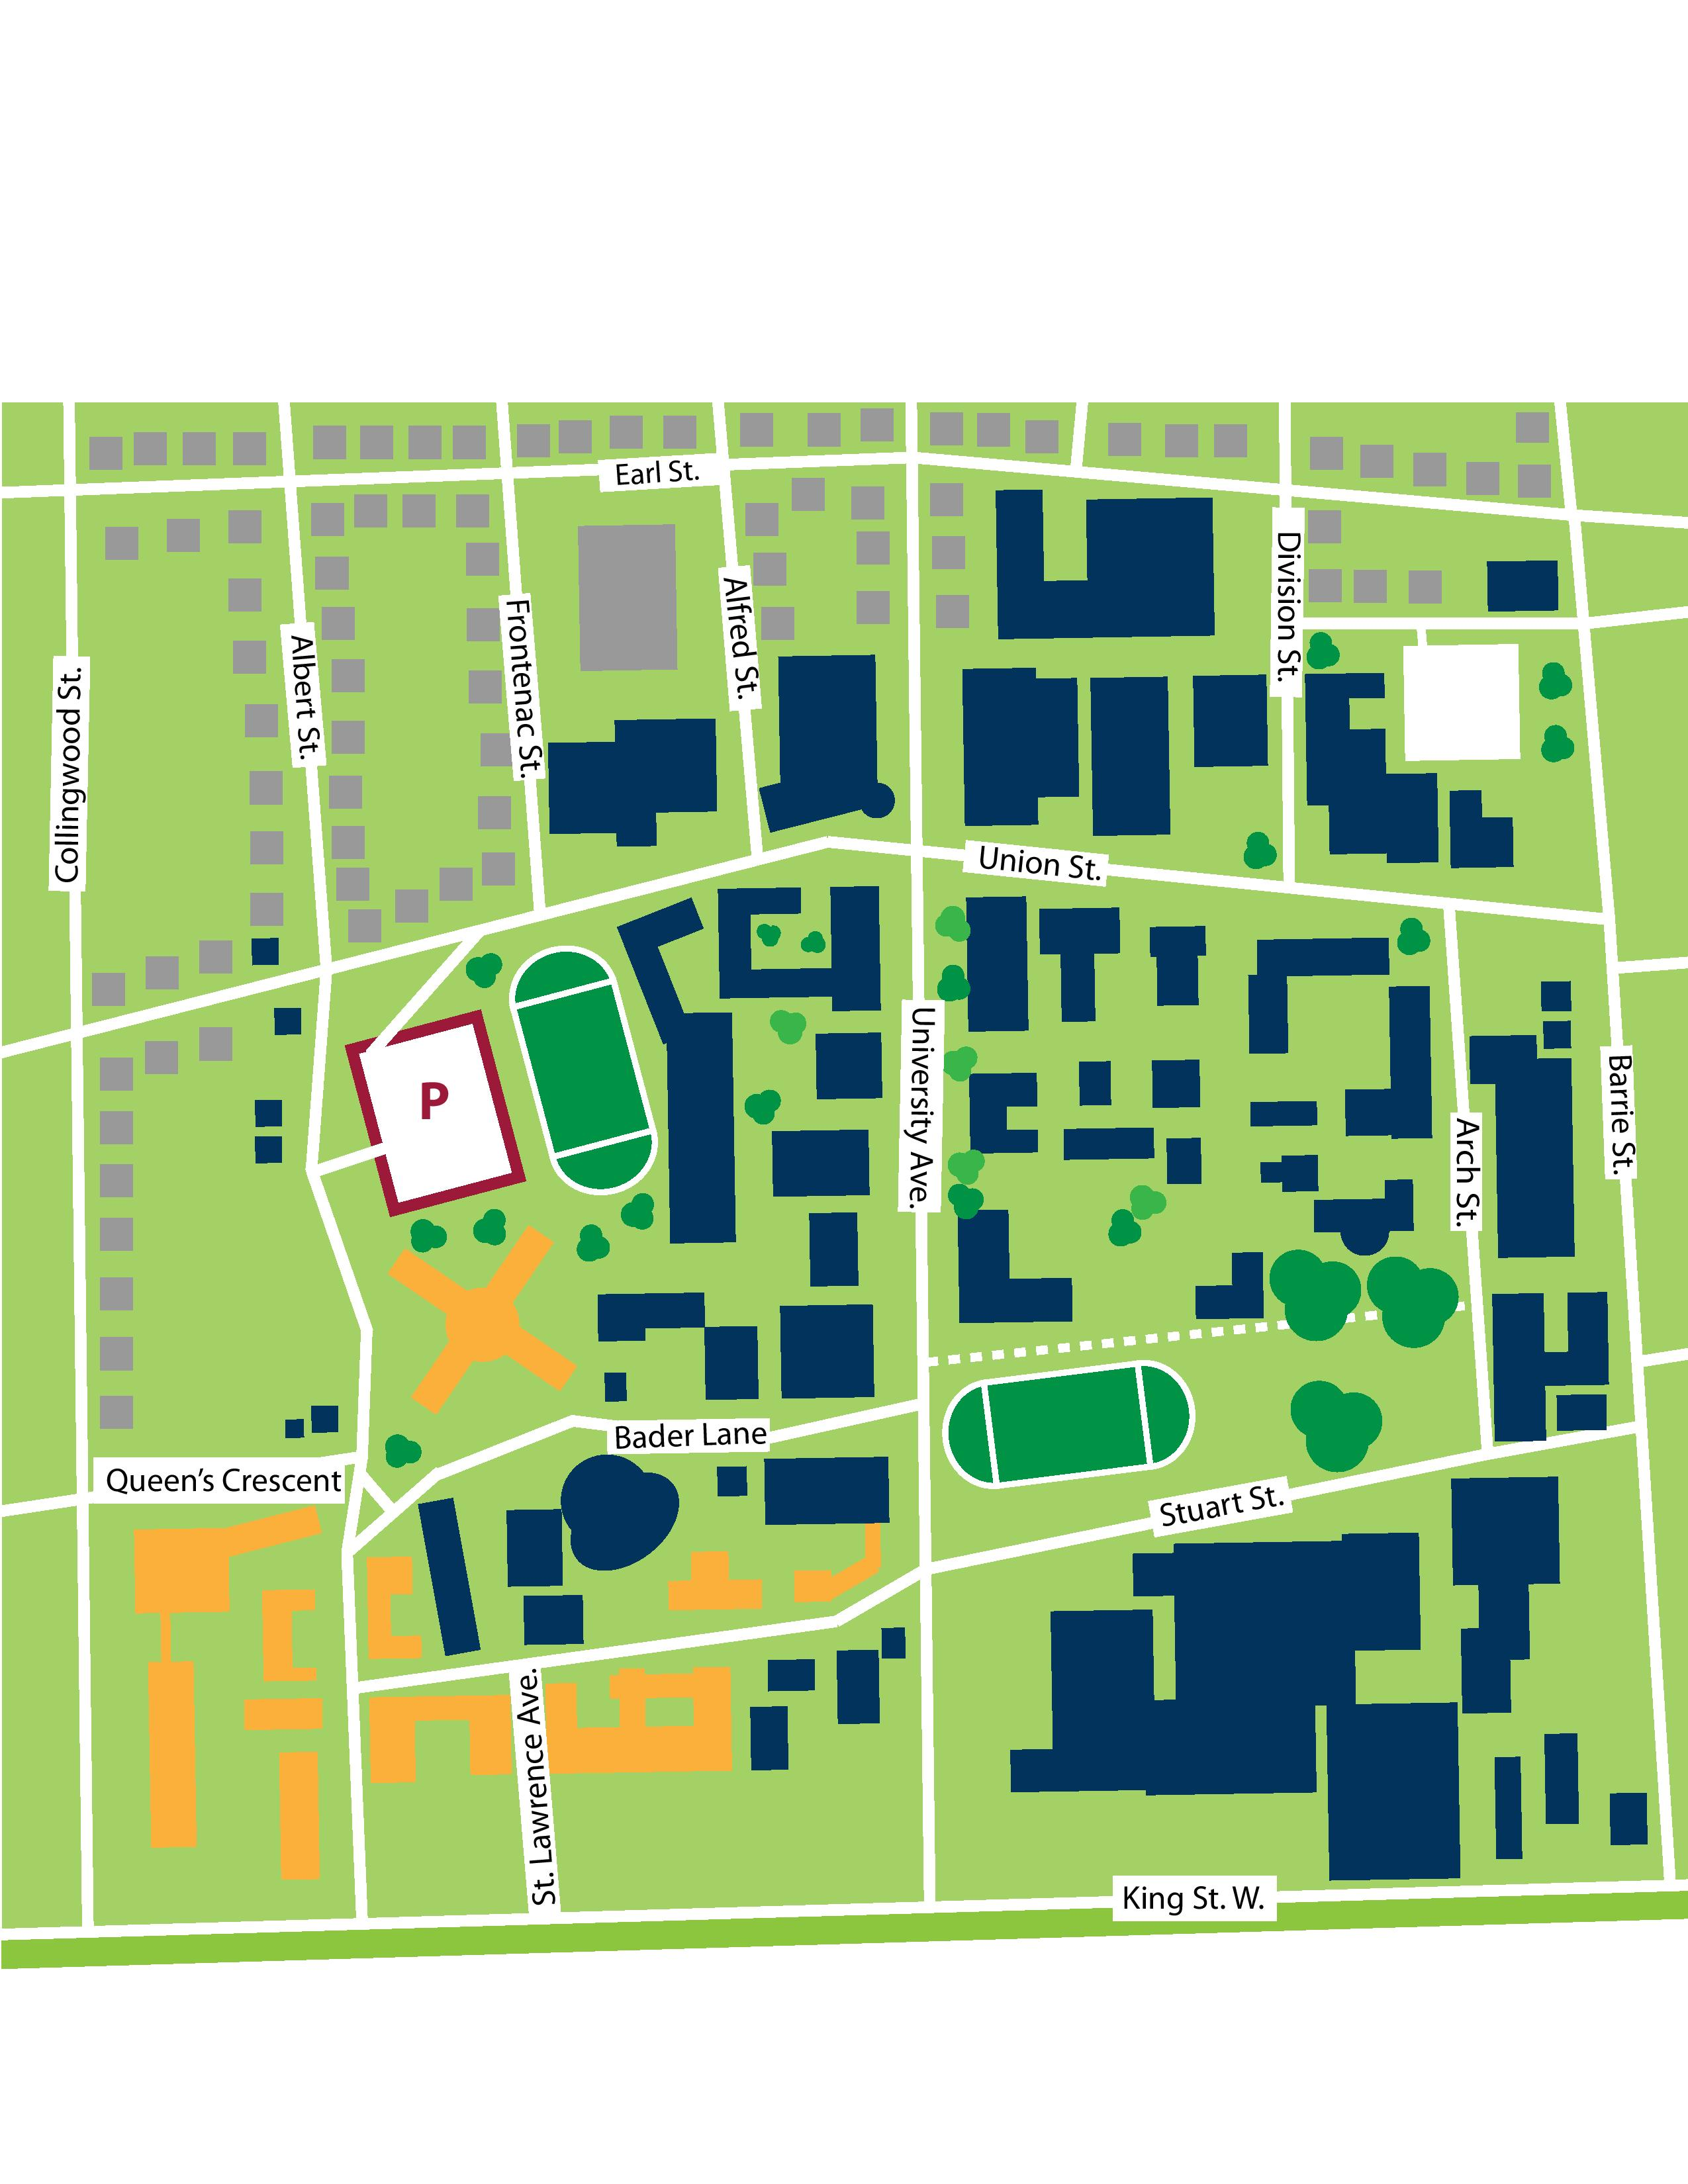 Earl St.
Division St.
Alfred St.
Frontenac St.
Albert St.
Collingwood St.
Union St.
P
University Ave.
Barrie St.
Arch St.
Bader Lane
Queen's Crescent
Stuart St.
St. Lawrence Ave.
King St. W.